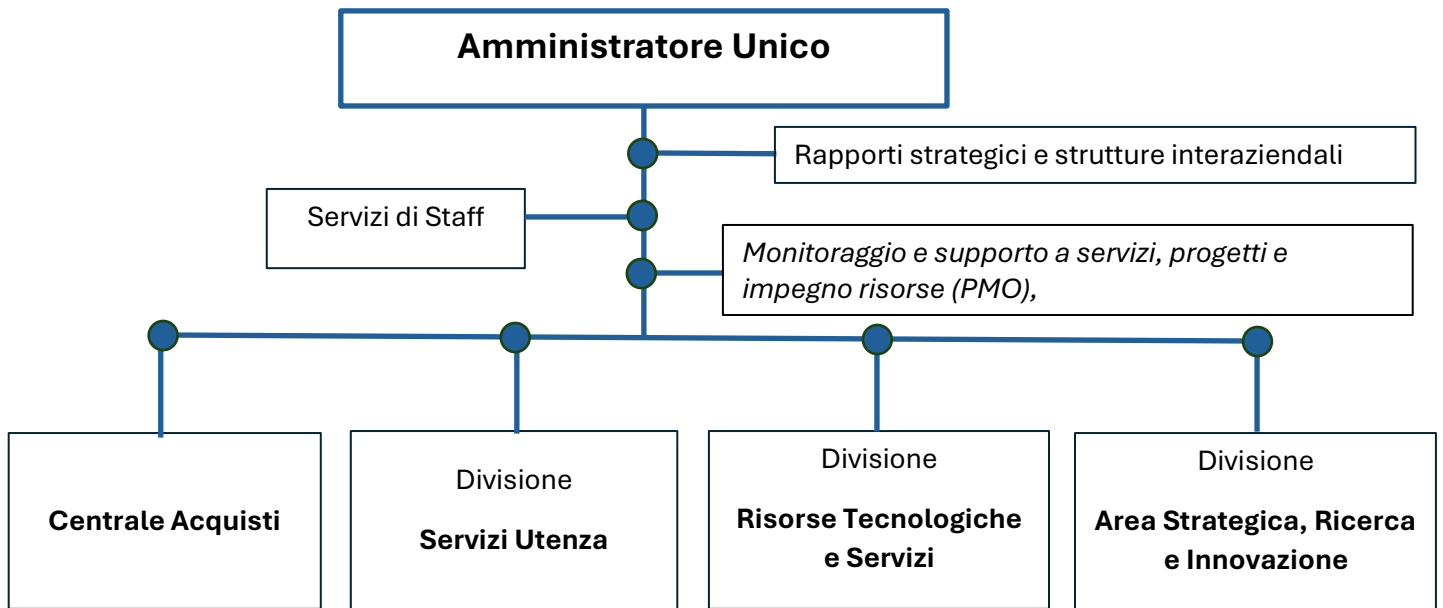 Amministratore Unico
Rapporti strategici e strutture interaziendali
Servizi di Staff
Monitoraggio e supporto a servizi, progetti e
impegno risorse (PMO),
Centrale Acquisti
Divisione
Servizi Utenza
Divisione
Risorse Tecnologiche
e Servizi
Divisione
Area Strategica, Ricerca
e Innovazione